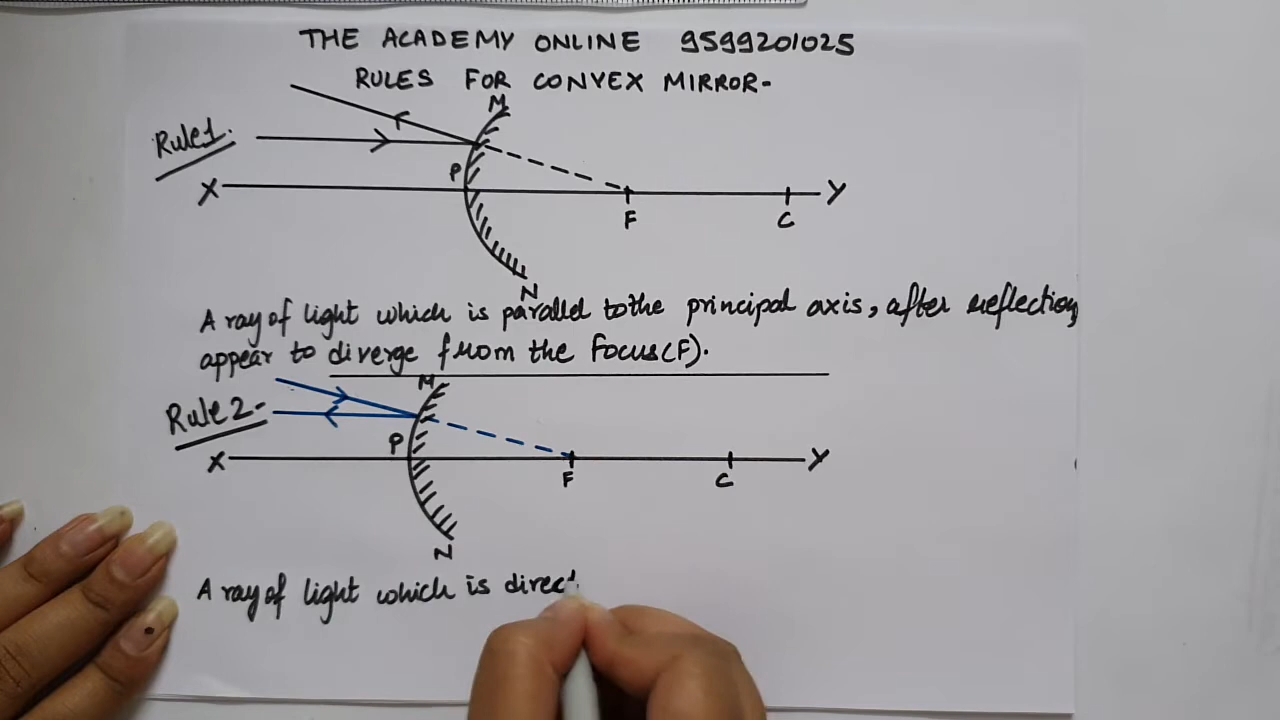 THE ACADEMY ONLINE 9599201025
RULES FOR CONVEX MIRROR-
Rule1.
M
P
X
Y
F
C
N
A ray of light which is parallel to the principal axis, after reflection,
appear to diverge from the Focus(F).
Rule2-
M
P
X
Y
F
C
N
A ray of light which is direct